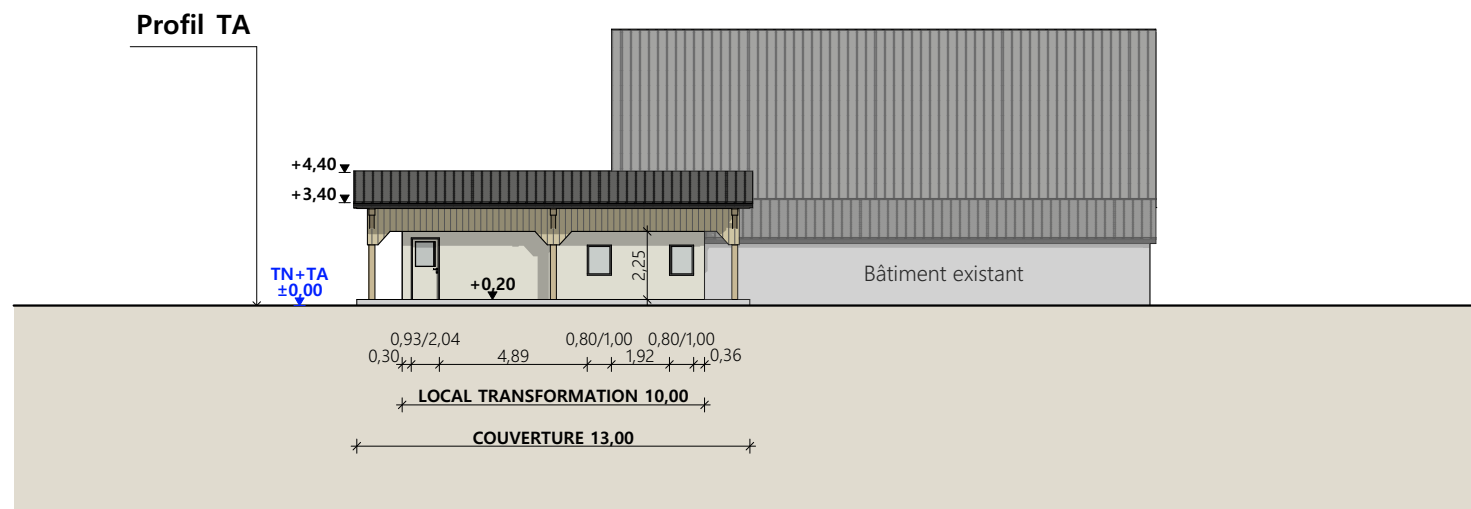 Profil TA
+4,40
+3,40
TN+TA
±0,00
+0,20
2,25
Bâtiment existant
0,93/2,04
0,80/1,00
0,80/1,00
0,30
4,89
1,92
0,36
LOCAL TRANSFORMATION 10,00
COUVERTURE 13,00